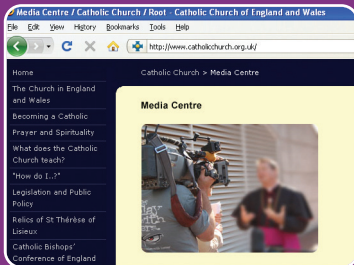 Media Centre / Catholic Church / Root - Catholic Church of England and Wales
File Edit View History Bookmarks Tools Help
http://www.catholicchurch.org.uk/
Home
The Church in England
and Wales
Becoming a Catholic
Prayer and Spirituality
What does the Catholic
Church teach?
"How do I..?"
Legislation and Public
Policy
Relics of St Thérèse of
Lisieux
Catholic Bishops'
Conference of England
Catholic Church > Media Centre
Media Centre